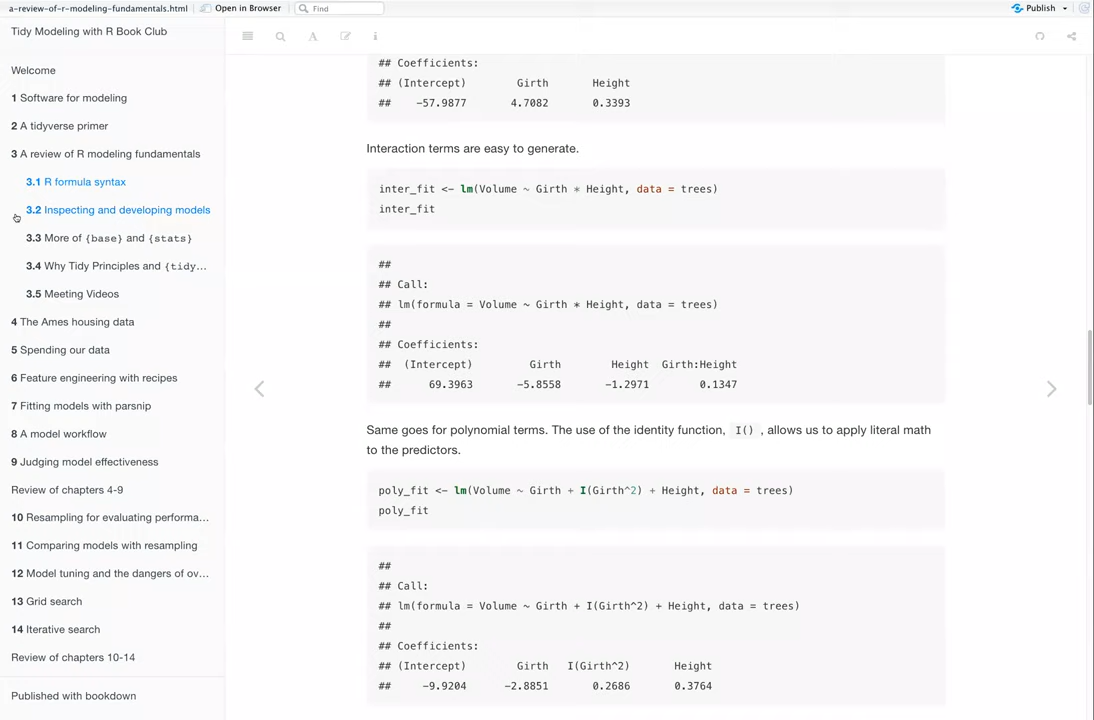 a-review-of-r-modeling-fundamentals.html
Open in Browser
Find
Publish
Tidy Modeling with R Book Club
Welcome
1 Software for modeling
2 A tidyverse primer
3 A review of R modeling fundamentals
3.1 R formula syntax
3.2 Inspecting and developing models
3.3 More of {base} and {stats}
3.4 Why Tidy Principles and {tidy...
3.5 Meeting Videos
4 The Ames housing data
5 Spending our data
6 Feature engineering with recipes
7 Fitting models with parsnip
8 A model workflow
9 Judging model effectiveness
Review of chapters 4-9
10 Resampling for evaluating performa...
11 Comparing models with resampling
12 Model tuning and the dangers of ov...
13 Grid search
14 Iterative search
Review of chapters 10-14
Published with bookdown
A
i
## Coefficients:
## (Intercept) Girth Height
## -57.9877 4.7082 0.3393
Interaction terms are easy to generate.
inter_fit <- lm(Volume ~ Girth * Height, data = trees)
inter_fit
##
## Call:
## lm(formula = Volume ~ Girth * Height, data = trees)
##
## Coefficients:
## (Intercept) Girth Height Girth:Height
## 69.3963 -5.8558 -1.2971 0.1347
Same goes for polynomial terms. The use of the identity function, I() , allows us to apply literal math
to the predictors.
poly_fit <- lm(Volume ~ Girth + I(Girth^2) + Height, data = trees)
poly_fit
##
## Call:
## lm(formula = Volume ~ Girth + I(Girth^2) + Height, data = trees)
##
## Coefficients:
## (Intercept) Girth I(Girth^2) Height
## -9.9204 -2.8851 0.2686 0.3764